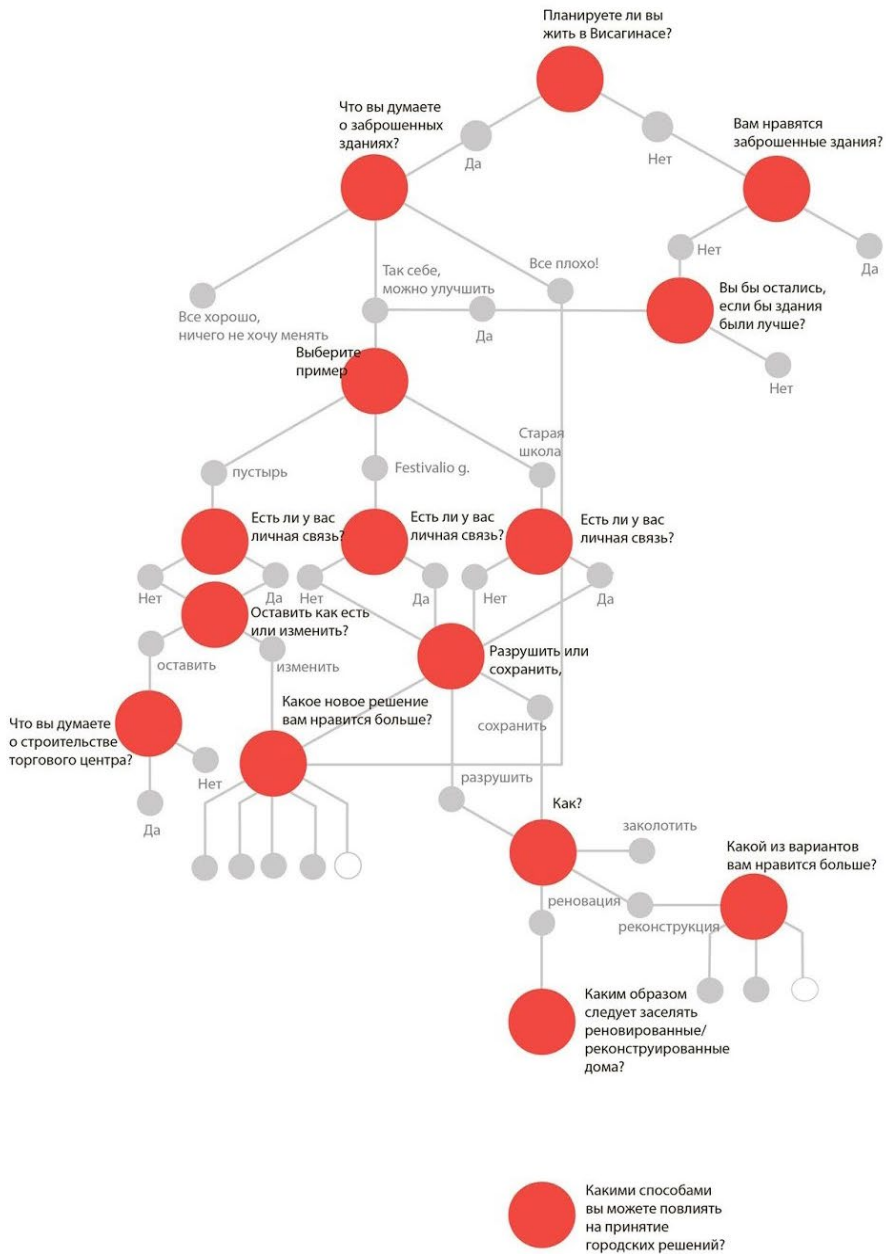 Планируете ли вы
жить в Висагинасе?
Что вы думаете
о заброшенных
зданиях?
Да
Нет
Вам нравятся
заброшенные здания?
Нет
Да
Все плохо!
Так себе,
можно улучшить
Все хорошо,
ничего не хочу менять
Да
Вы бы остались,
если бы здания
были лучше?
Нет
Выберите
пример
пустырь
Festivalio g.
Старая
школа
Есть ли у вас
личная связь?
Есть ли у вас
личная связь?
Есть ли у вас
личная связь?
Нет
Да
Нет
Да
Нет
Да
Оставить как есть
или изменить?
оставить
изменить
Разрушить или
сохранить,
Что вы думаете
о строительстве
торгового центра?
Нет
Да
Какое новое решение
вам нравится больше?
сохранить
разрушить
Как?
заколотить
реновация
реконструкция
Какой из вариантов
вам нравится больше?
Каким образом
следует заселять
реновированные/
реконструированные
дома?
Какими способами
вы можете повлиять
на принятие
городских решений?